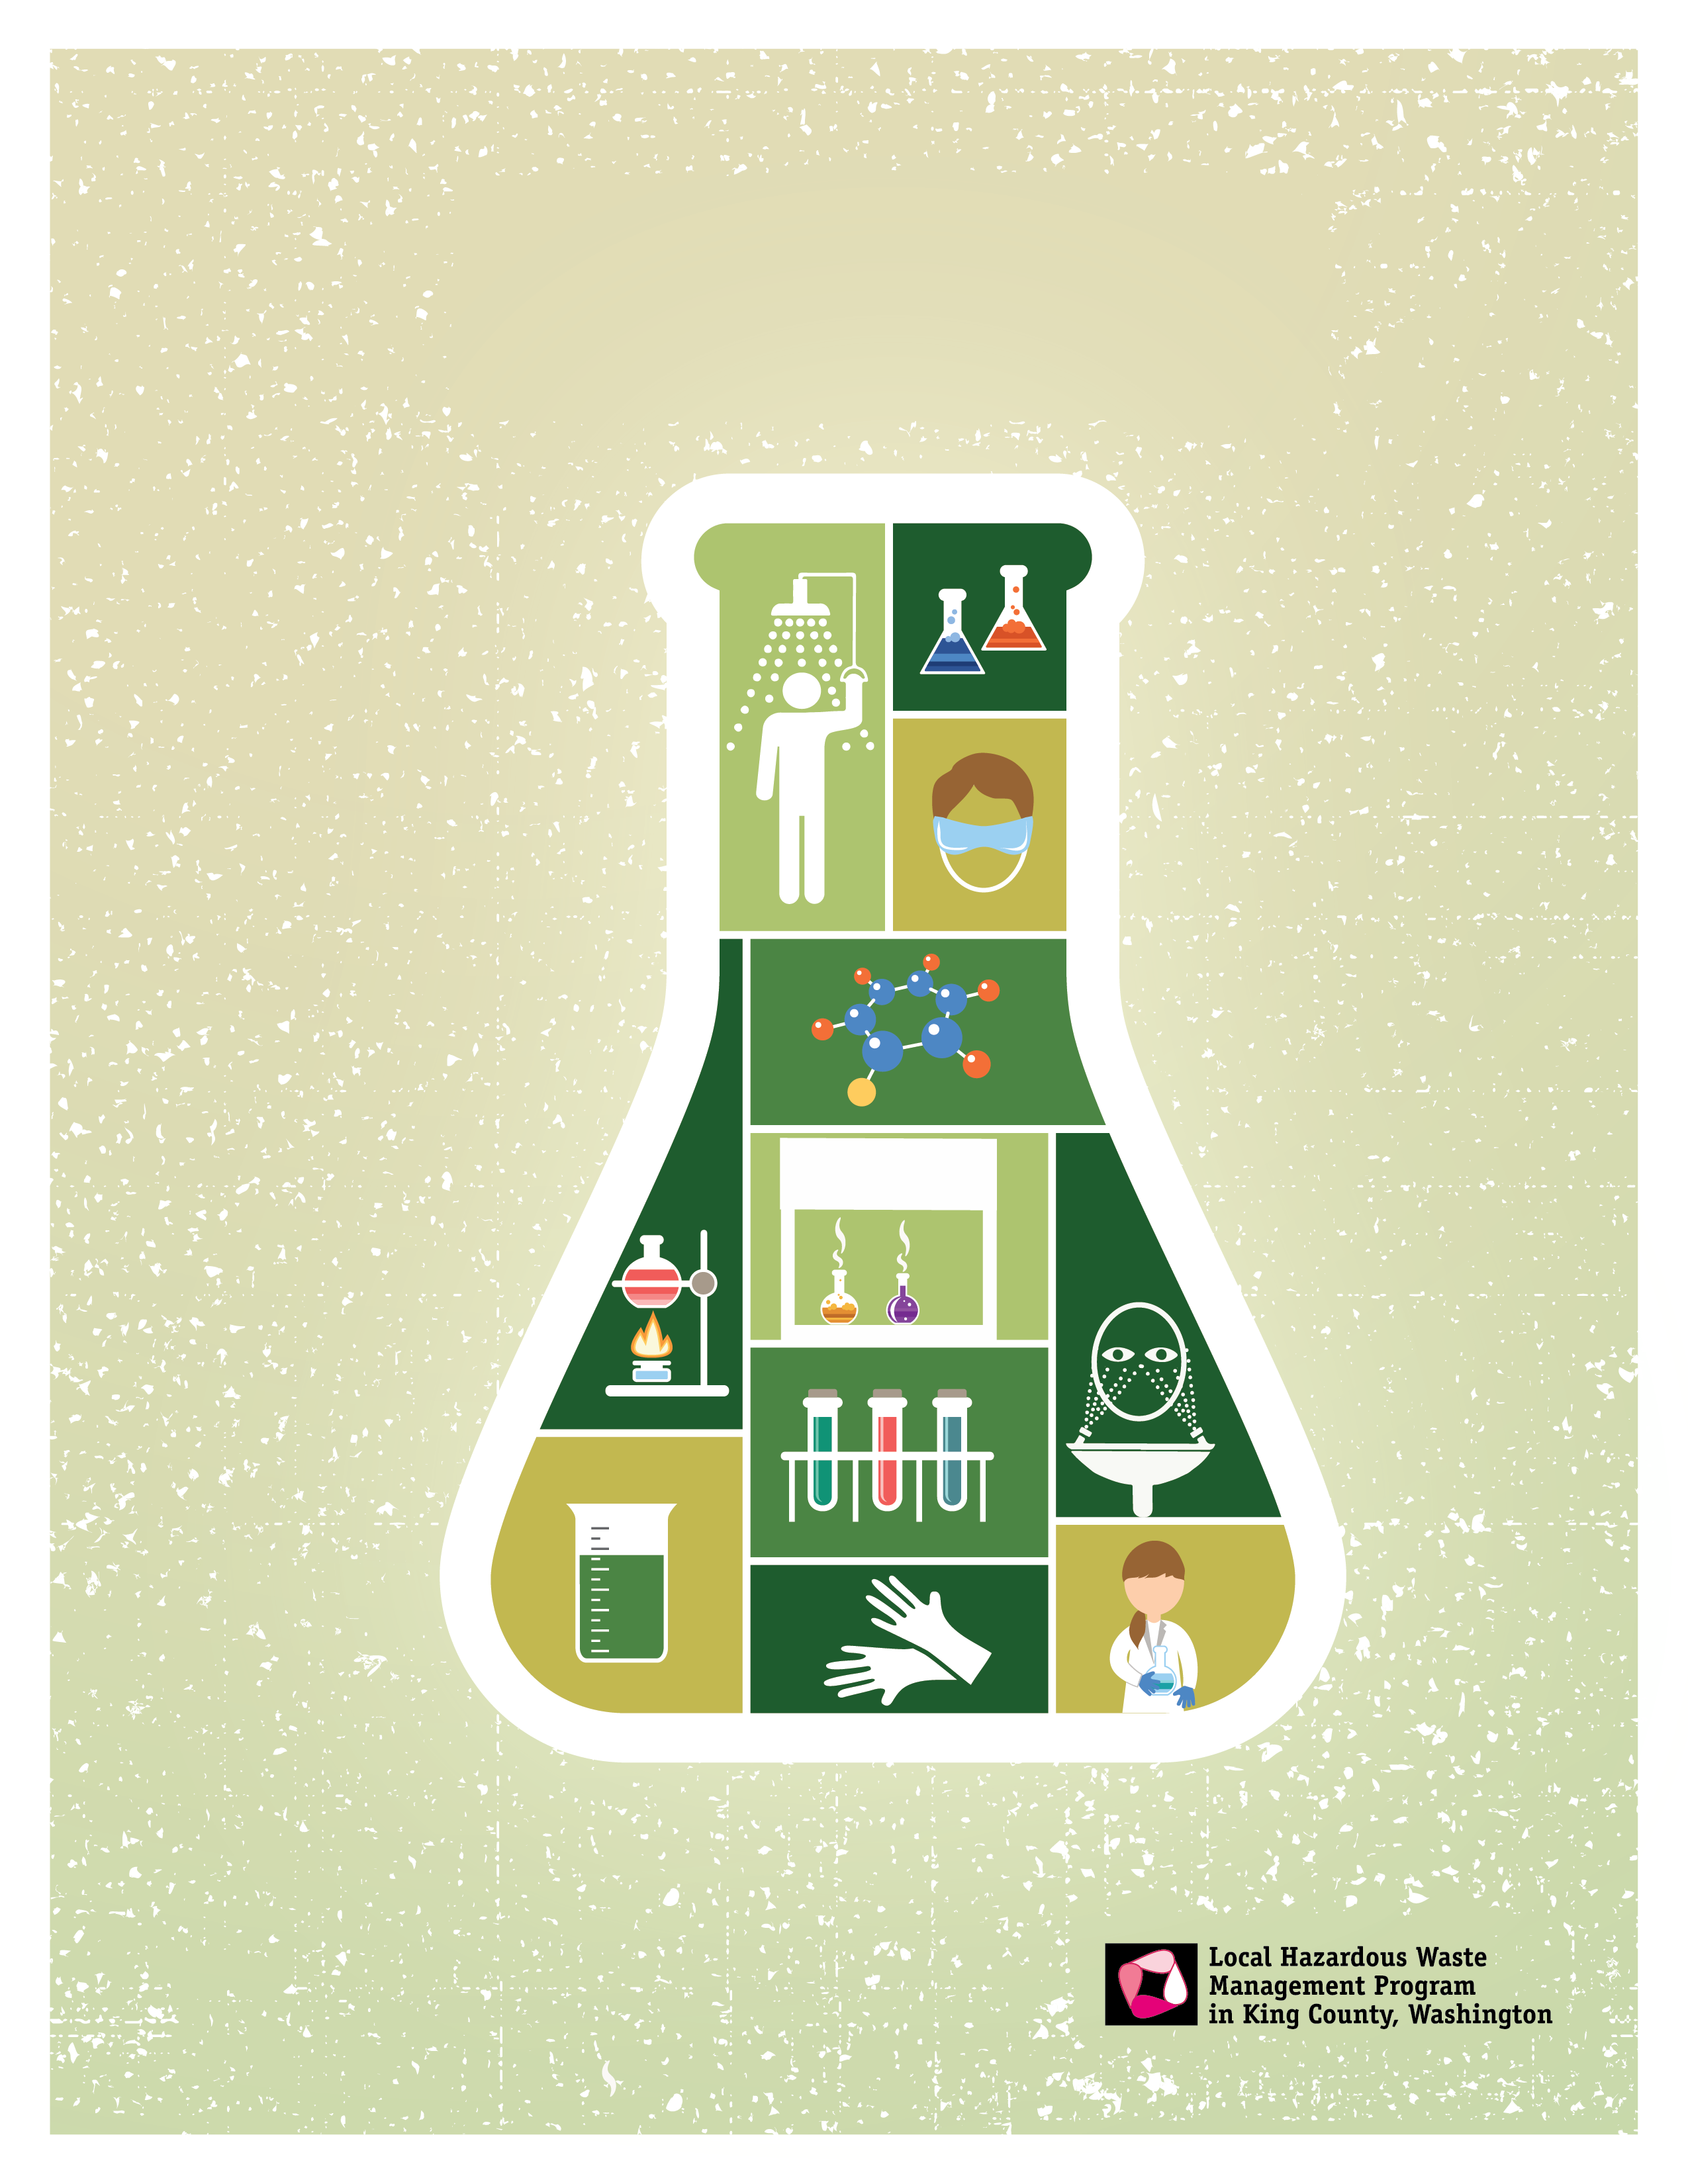 Local Hazardous Waste
Management Program
in King County, Washington